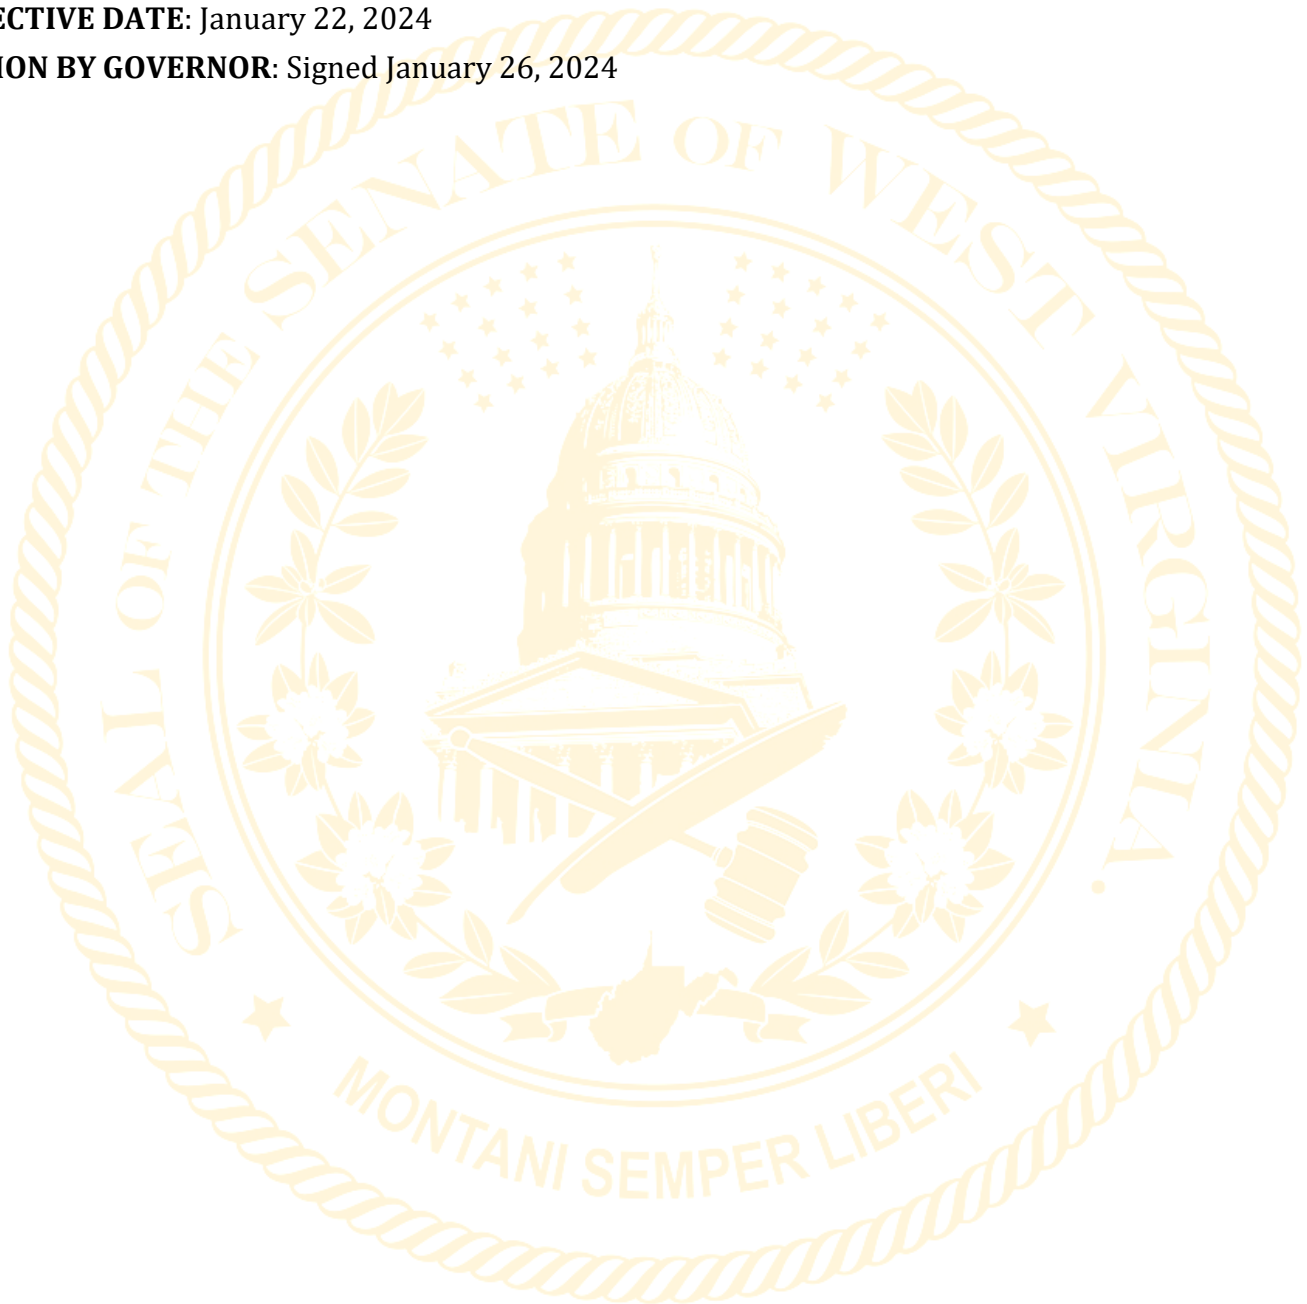 ECTIVE DATE: January 22, 2024
ION BY GOVERNOR: Signed January 26, 2024
SEAL OF THE SENATE OF WEST VIRGINIA.
MONTANI SEMPER LIBERI